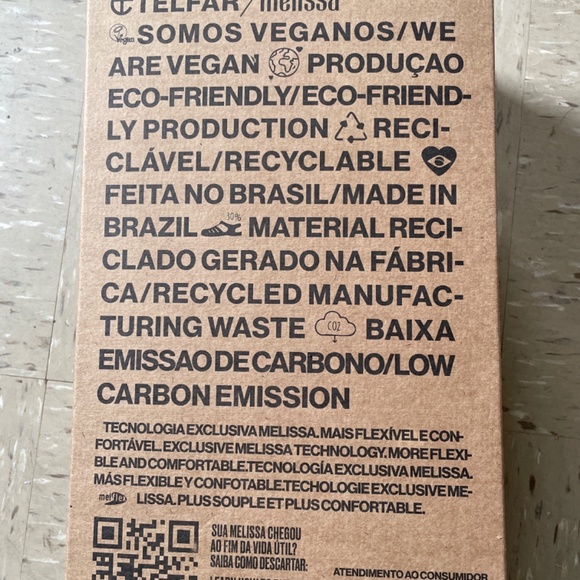 TELFAR/melissa
vegan SOMOS VEGANOS/WE
ARE VEGAN PRODUÇAO
ECO-FRIENDLY/ECO-FRIEND-
LY PRODUCTION RECI-
CLÁVEL/RECYCLABLE
FEITA NO BRASIL/MADE IN
BRAZIL 30% MATERIAL RECI-
CLADO GERADO NA FÁBRI-
CA/RECYCLED MANUFAC-
TURING WASTE CO2 BAIXA
EMISSAO DE CARBONO/LOW
CARBON EMISSION
TECNOLOGIA EXCLUSIVA MELISSA. MAIS FLEXÍVEL E CON-
FORTÁVEL. EXCLUSIVE MELISSA TECHNOLOGY. MORE FLEXI-
BLE AND COMFORTABLE. TECNOLOGÍA EXCLUSIVA MELISSA.
MÁS FLEXIBLE Y CONFOTABLE. TECHOLOGIE EXCLUSIVE ME-
melflex LISSA. PLUS SOUPLE ET PLUS CONFORTABLE.
SUA MELISSA CHEGOU
AO FIM DA VIDA ÚTIL?
SAIBA COMO DESCARTAR:
ATENDIMENTO AO CONSUMIDOR